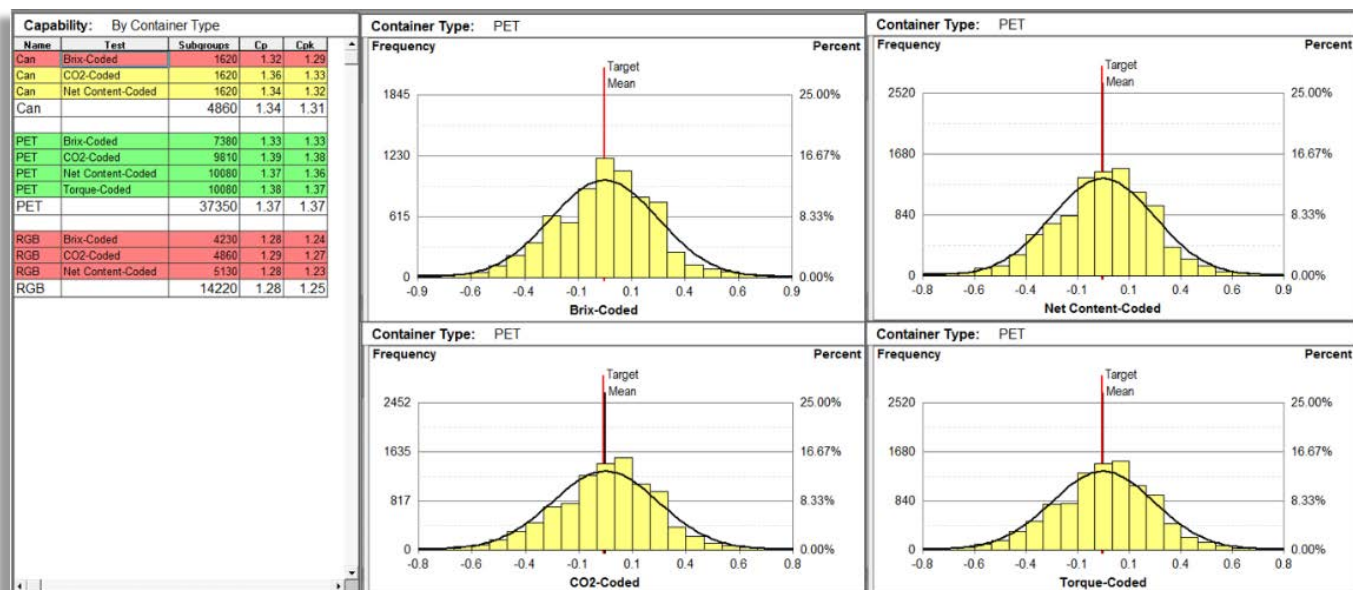 Capability: By Container Type
Name Test Subgroups Cp Cpk
Can Brix-Coded 1620 1.32 1.29
Can CO2-Coded 1620 1.36 1.33
Can Net Content-Coded 1620 1.34 1.32
Can 4860 1.34 1.31
PET Brix-Coded 7380 1.33 1.33
PET CO2-Coded 9810 1.39 1.38
PET Net Content-Coded 10080 1.37 1.36
PET Torque-Coded 10080 1.38 1.37
PET 37350 1.37 1.37
RGB Brix-Coded 4230 1.28 1.24
RGB CO2-Coded 4860 1.29 1.27
RGB Net Content-Coded 5130 1.28 1.23
RGB 14220 1.28 1.25
Container Type: PET
Frequency Percent
Target
Mean
1845 25.00%
1230 16.67%
615 8.33%
0 0.00%
-0.9 -0.6 -0.4 -0.1 0.1 0.4 0.6 0.9
Brix-Coded
Container Type: PET
Frequency Percent
Target
Mean
2520 25.00%
1680 16.67%
840 8.33%
0 0.00%
-0.8 -0.6 -0.4 -0.1 0.1 0.4 0.6 0.9
Net Content-Coded
Container Type: PET
Frequency Percent
Target
Mean
2452 25.00%
1635 16.67%
817 8.33%
0 0.00%
-0.8 -0.6 -0.4 -0.1 0.1 0.4 0.6 0.8
CO2-Coded
Container Type: PET
Frequency Percent
Target
Mean
2520 25.00%
1680 16.67%
840 8.33%
0 0.00%
-0.8 -0.6 -0.4 -0.1 0.1 0.4 0.6 0.8
Torque-Coded